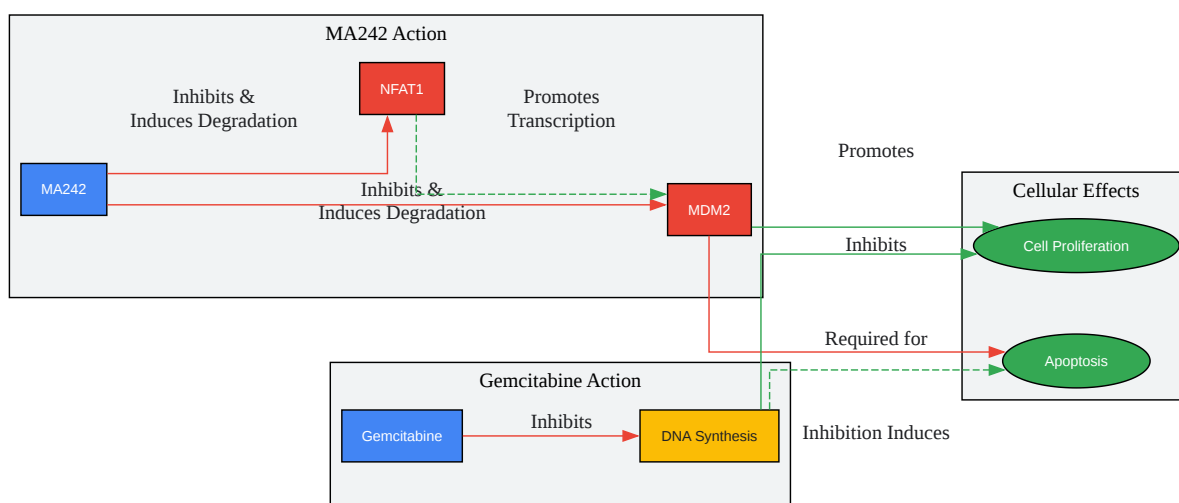 MA242 Action
NFAT1
Inhibits &
Induces Degradation
Promotes
Transcription
MA242
Inhibits &
Induces Degradation
MDM2
Promotes
Cellular Effects
Cell Proliferation
Inhibits
Required for
Apoptosis
Gemcitabine Action
Gemcitabine
Inhibits
DNA Synthesis
Inhibition Induces